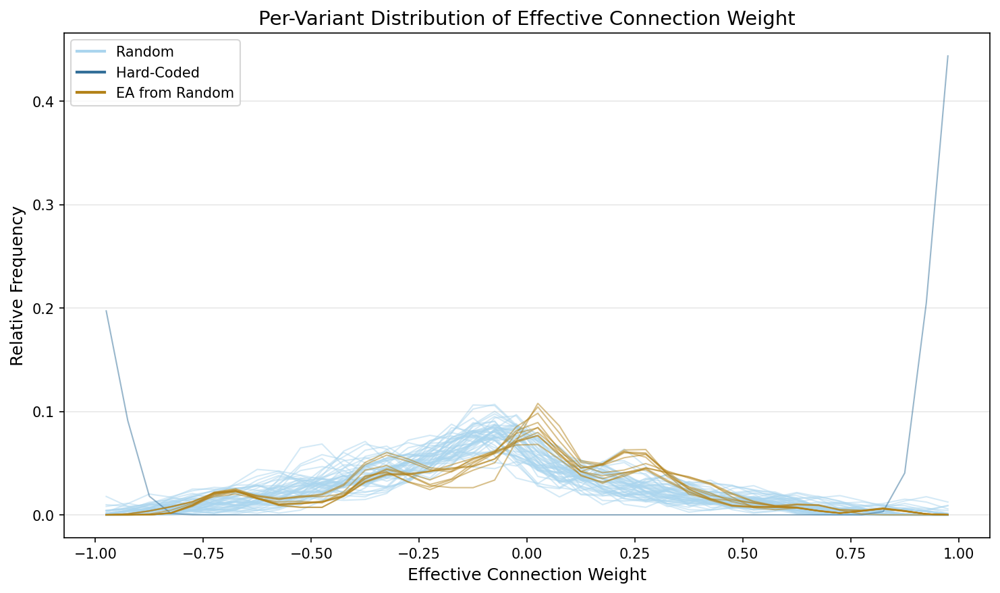 Per-Variant Distribution of Effective Connection Weight
Random
Hard-Coded
EA from Random
Relative Frequency
0.4
0.3
0.2
0.1
0.0
−1.00 −0.75 −0.50 −0.25 0.00 0.25 0.50 0.75 1.00
Effective Connection Weight